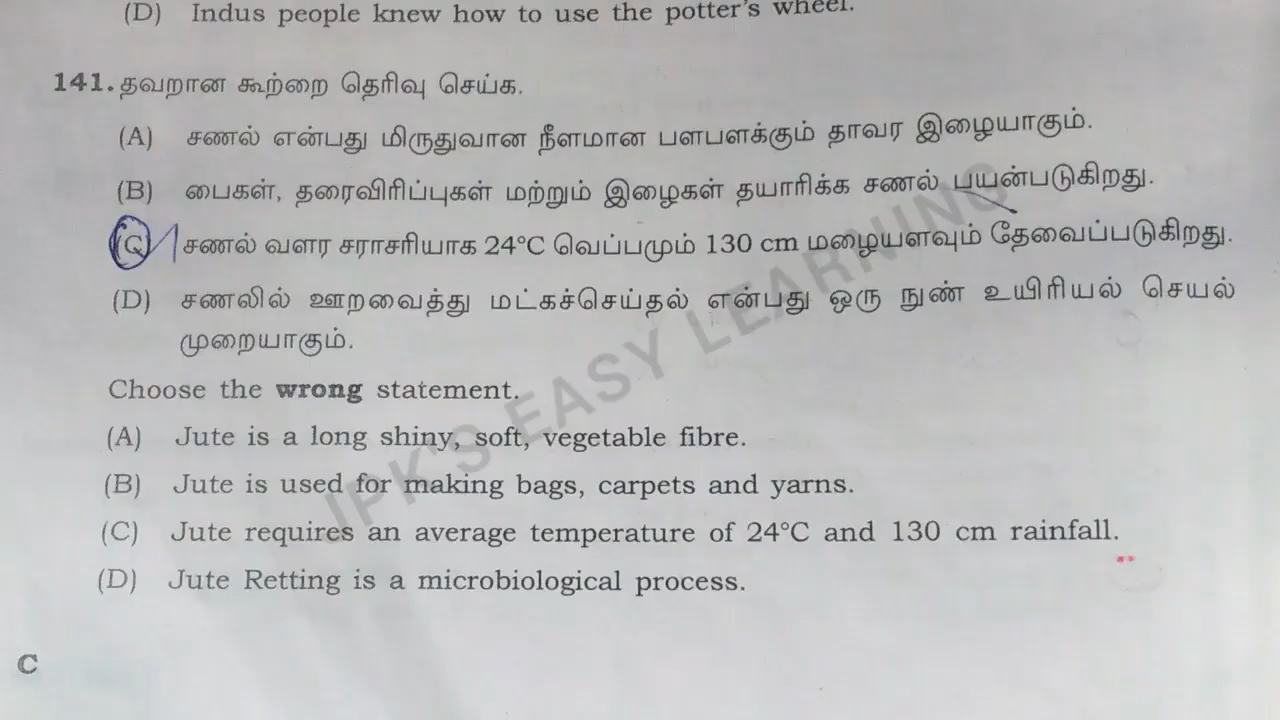 (D) Indus people knew how to use the potter's wheel.
141. தவறான கூற்றை தெரிவு செய்க.
(A) சணல் என்பது மிருதுவான நீளமான பளபளக்கும் தாவர இழையாகும்.
(B) பைகள், தரைவிரிப்புகள் மற்றும் இழைகள் தயாரிக்க சணல் பயன்படுகிறது.
(C) சணல் வளர சராசரியாக 24°C வெப்பமும் 130 cm மழையளவும் தேவைப்படுகிறது.
(D) சணலில் ஊறவைத்து மட்கச்செய்தல் என்பது ஒரு நுண் உயிரியல் செயல்
முறையாகும்.
Choose the wrong statement.
(A) Jute is a long shiny, soft, vegetable fibre.
(B) Jute is used for making bags, carpets and yarns.
(C) Jute requires an average temperature of 24°C and 130 cm rainfall.
(D) Jute Retting is a microbiological process.
C
JPK'S EASY LEARNING